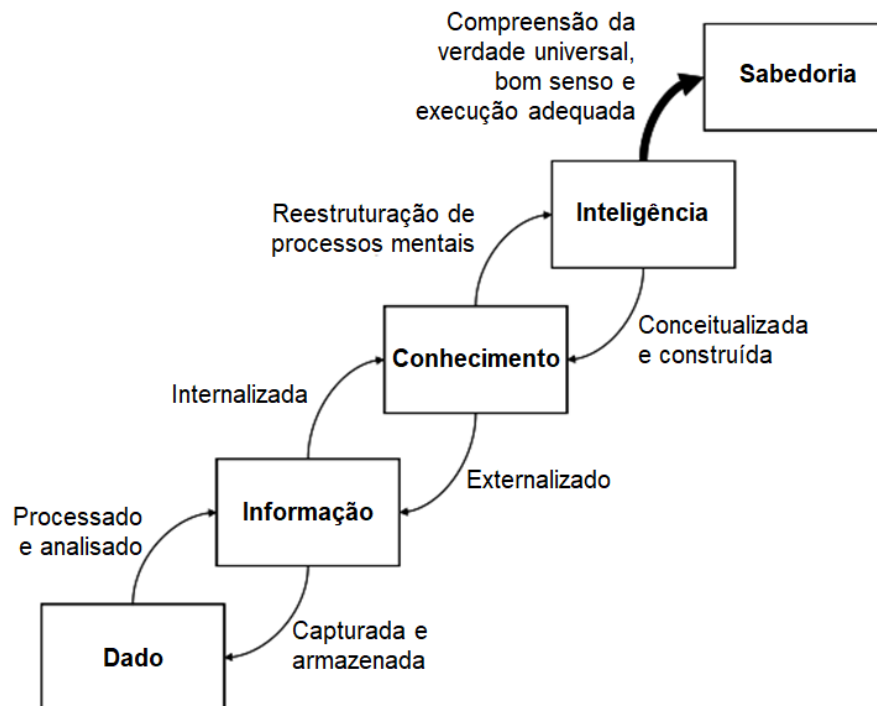 Compreensão da
verdade universal,
bom senso e
execução adequada
Sabedoria
Reestruturação de
processos mentais
Inteligência
Conceitualizada
e construída
Internalizada
Conhecimento
Externalizado
Processado
e analisado
Informação
Capturada e
armazenada
Dado